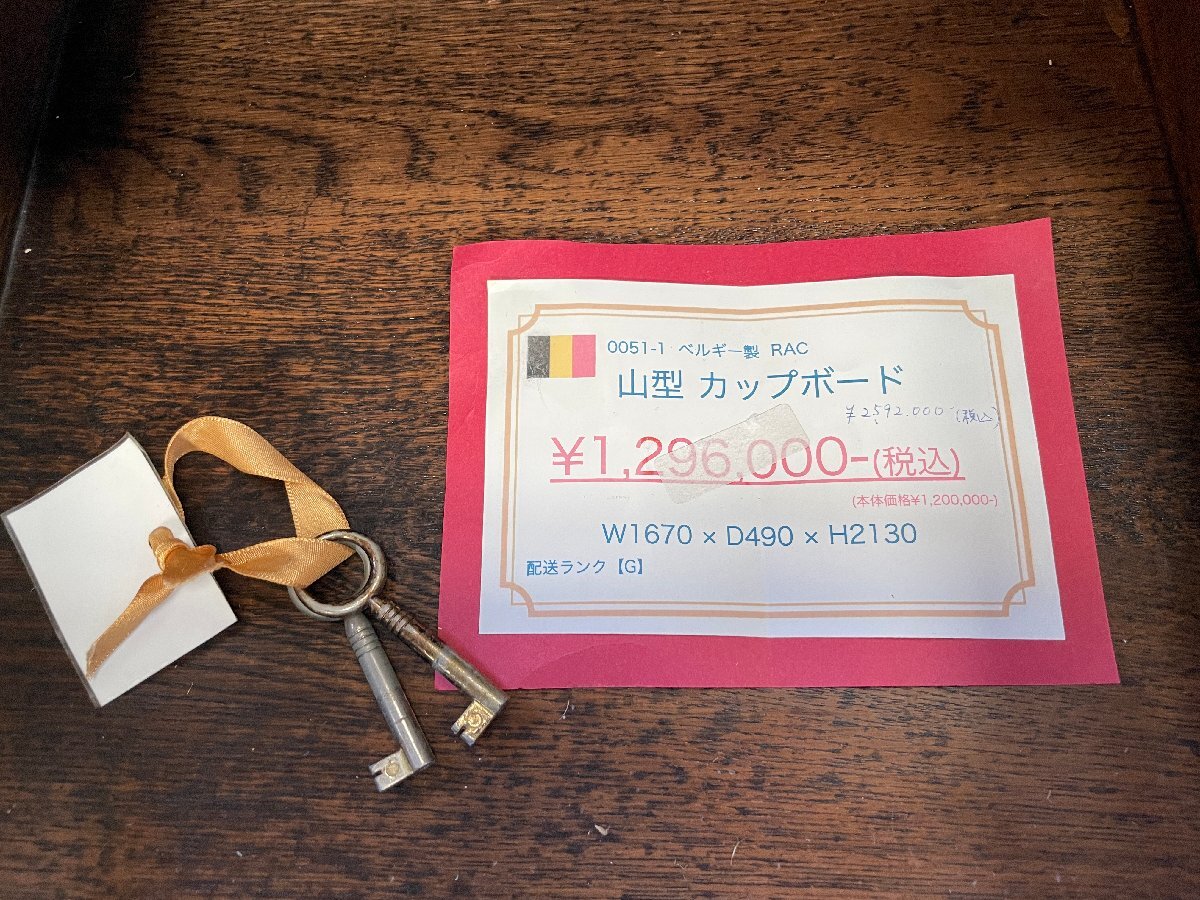 0051-1 ベルギー製 RAC
山型 カップボード
¥2,592.000 (税込)
¥1,296,000-(税込)
(本体価格¥1,200,000-)
W1670 × D490 × H2130
配送ランク【G】